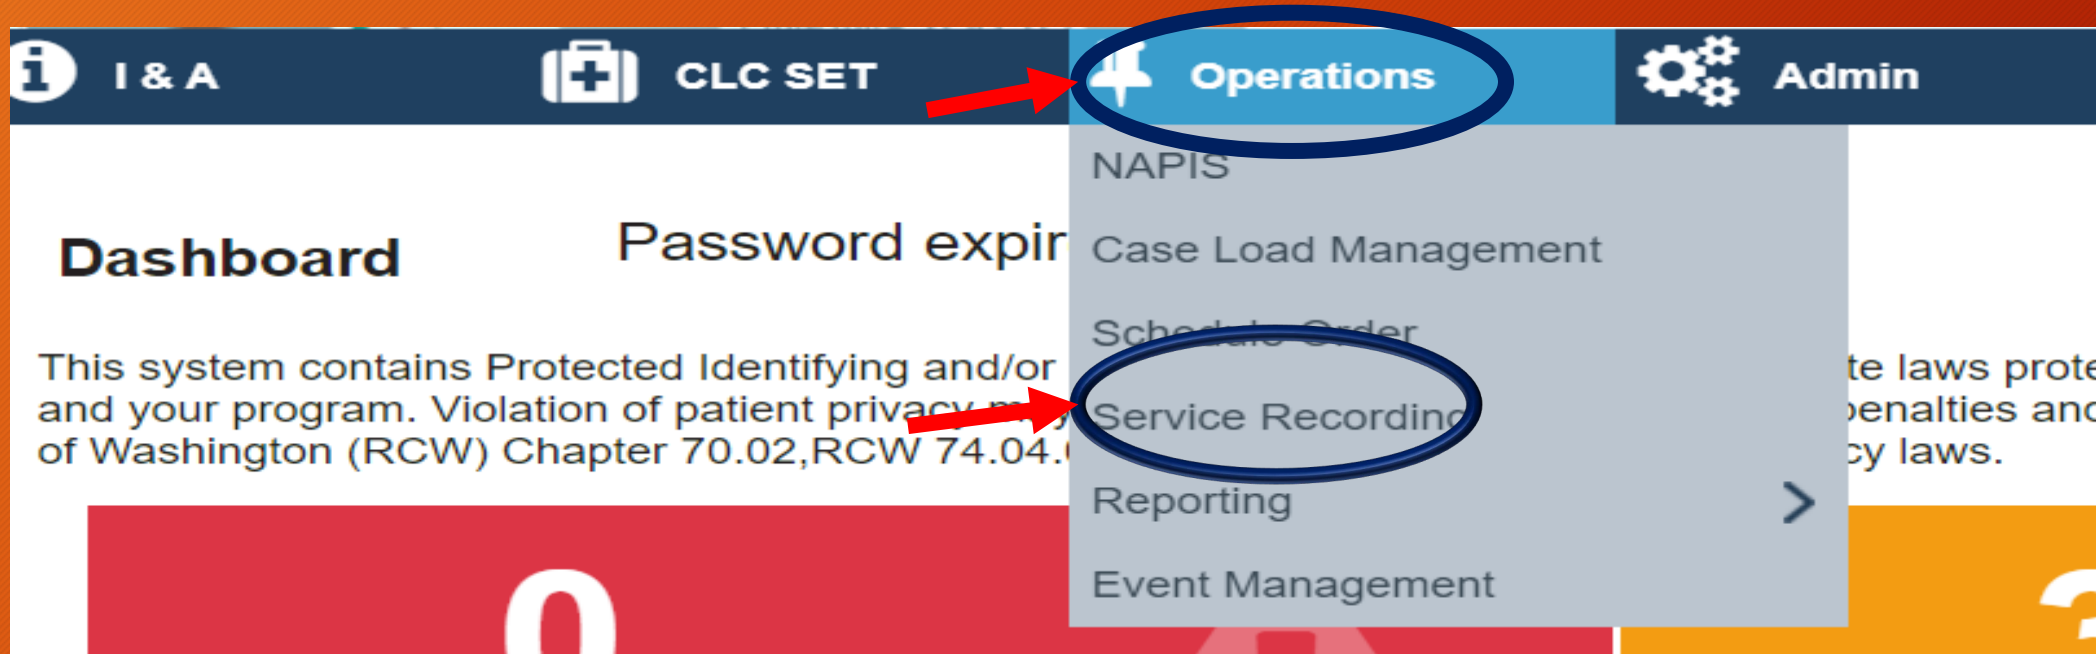 I & A
CLC SET
Operations
Admin
NAPIS
Case Load Management
Schedule Order
Service Recording
Reporting
Event Management
Dashboard
Password
This system contains Protected Identifying and/or
te laws
and your program. Violation of patient privacy
penalties and
of Washington (RCW) Chapter 70.02,RCW 74.04.
cy laws.
0